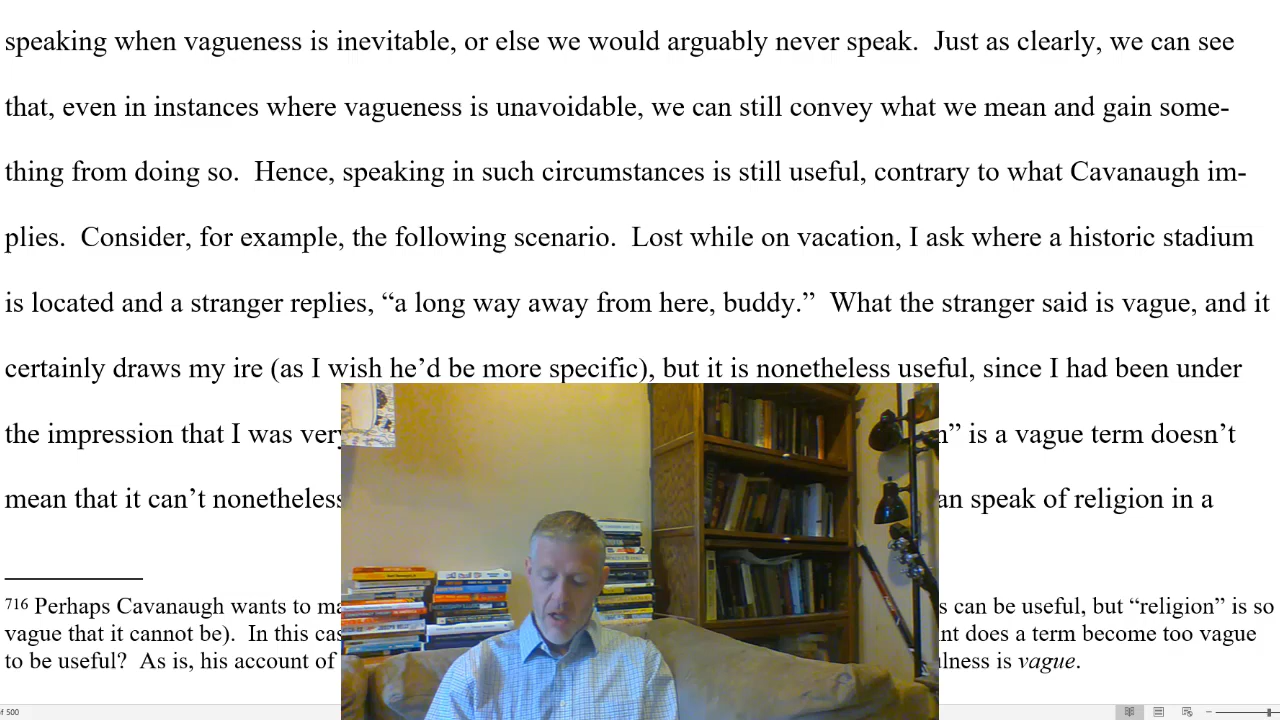 speaking when vagueness is inevitable, or else we would arguably never speak.  Just as clearly, we can see
that, even in instances where vagueness is unavoidable, we can still convey what we mean and gain some-
thing from doing so.  Hence, speaking in such circumstances is still useful, contrary to what Cavanaugh im-
plies.  Consider, for example, the following scenario.  Lost while on vacation, I ask where a historic stadium
is located and a stranger replies, “a long way away from here, buddy.”  What the stranger said is vague, and it
certainly draws my ire (as I wish he’d be more specific), but it is nonetheless useful, since I had been under
the impression that I was very ” is a vague term doesn’t
mean that it can’t nonetheless an speak of religion in a
716 Perhaps Cavanaugh wants to s can be useful, but “religion” is so
vague that it cannot be).  In this does a term become too vague
to be useful?  As is, his account of is vague.
of 500